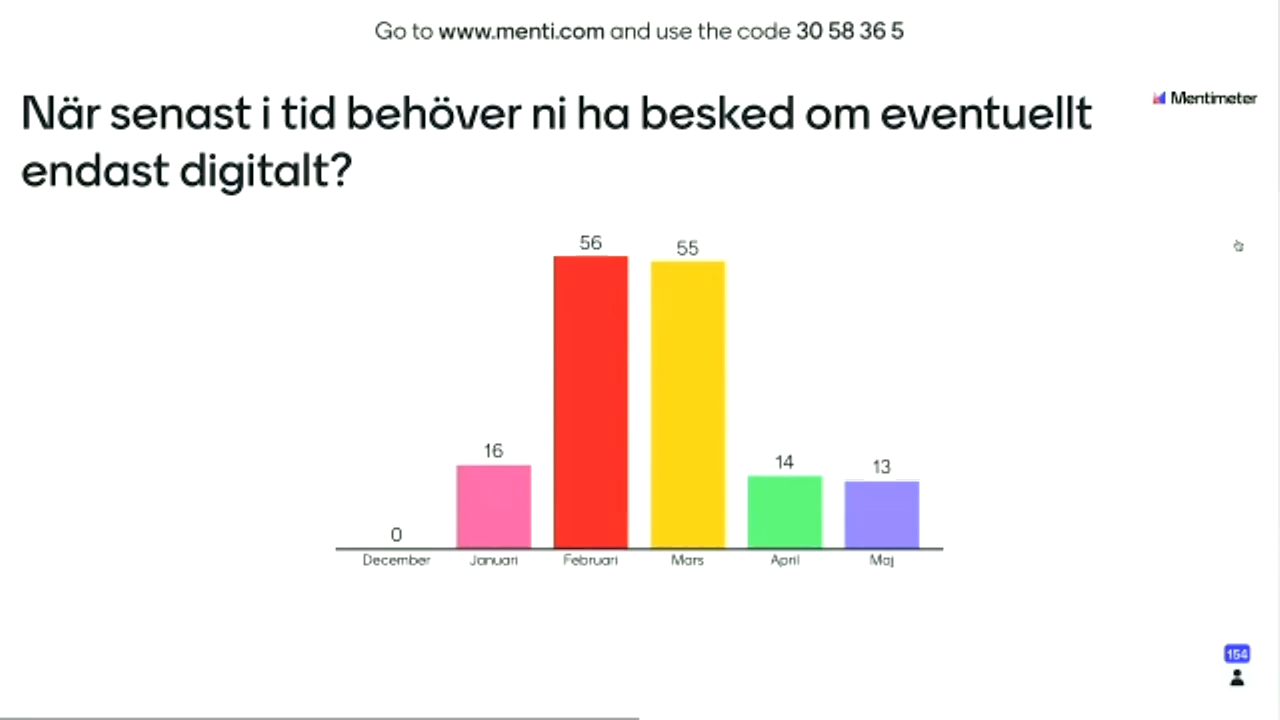 Go to www.menti.com and use the code 30 58 36 5
När senast i tid behöver ni ha besked om eventuellt
endast digitalt?
Mentimeter
56
55
16
14
13
0
December
Januari
Februari
Mars
April
Maj
154